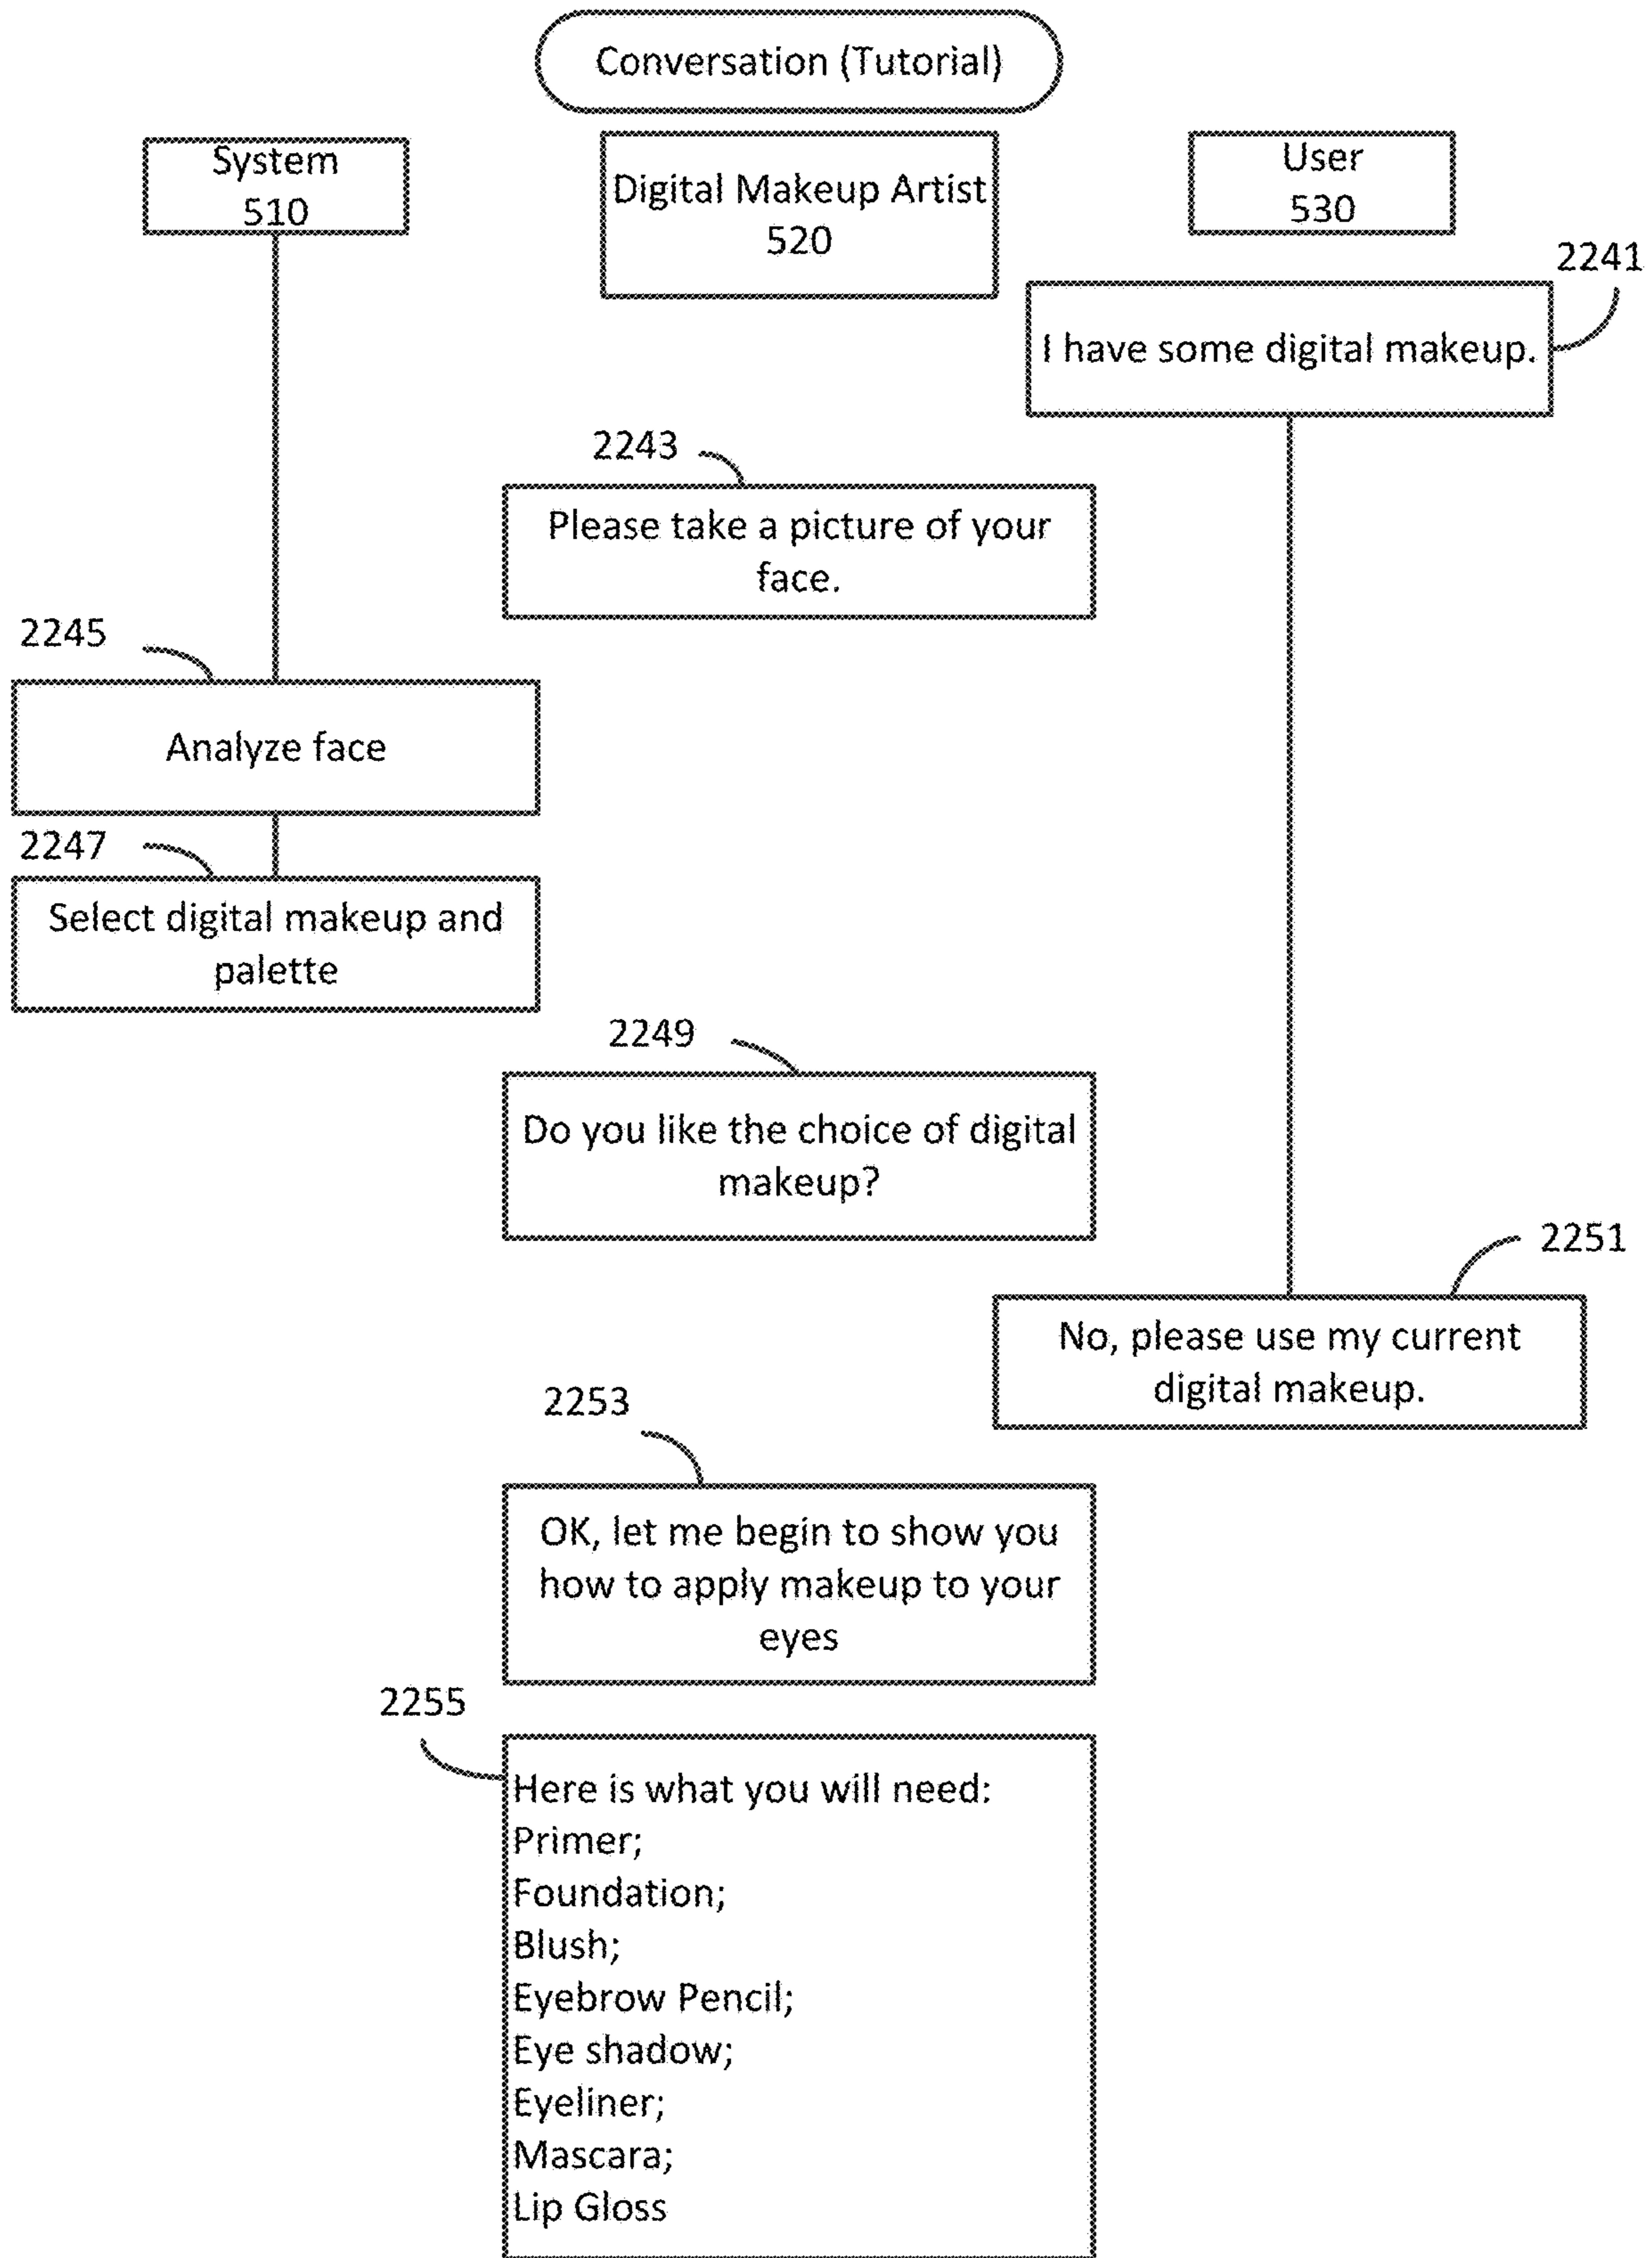 Conversation (Tutorial)
System
510
Digital Makeup Artist
520
User
530
2241
I have some digital makeup.
2243
Please take a picture of your
face.
2245
Analyze face
2247
Select digital makeup and
palette
2249
Do you like the choice of digital
makeup?
2251
No, please use my current
digital makeup.
2253
OK, let me begin to show you
how to apply makeup to your
eyes
2255
Here is what you will need:
Primer;
Foundation;
Blush;
Eyebrow Pencil;
Eye shadow;
Eyeliner;
Mascara;
Lip Gloss